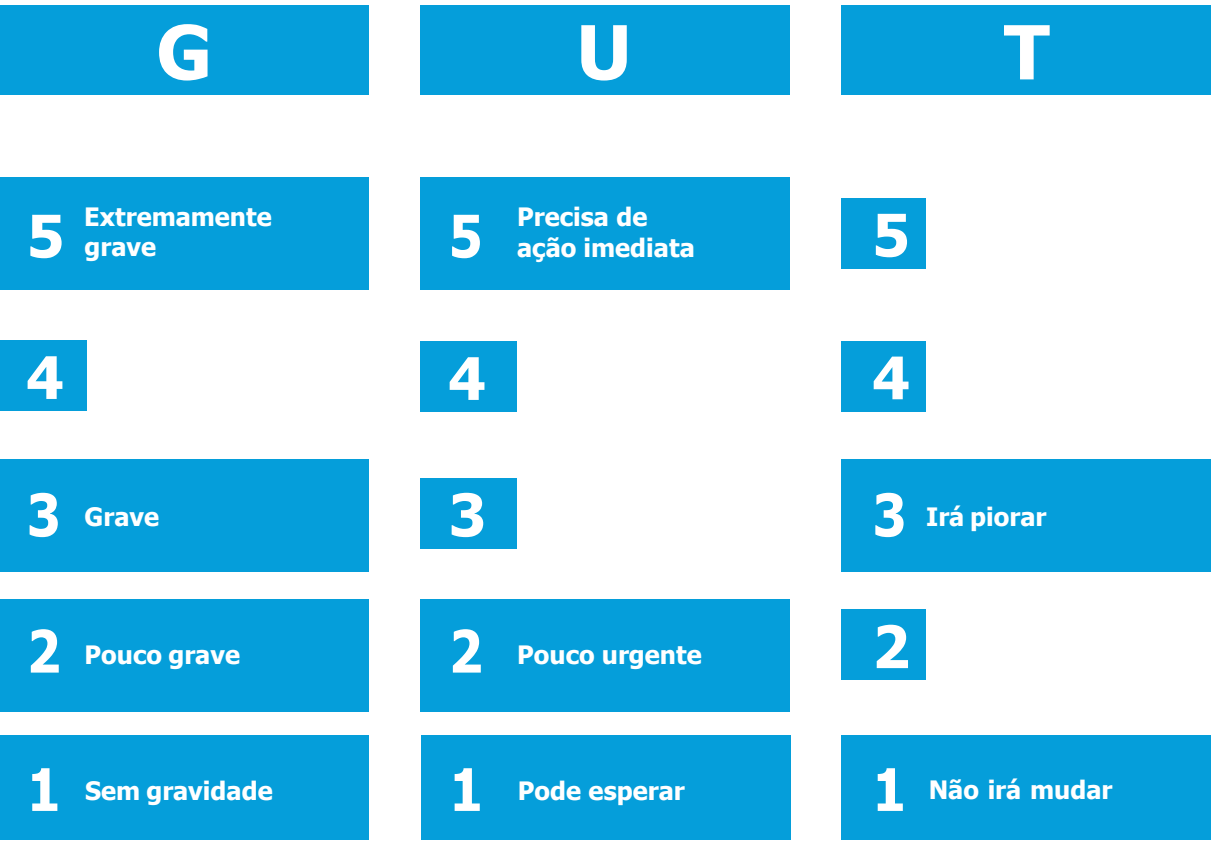 G
U
T
5 Extremamente
grave
5 Precisa de
ação imediata
5
4
4
4
3 Grave
3
3 Irá piorar
2 Pouco grave
2 Pouco urgente
2
1 Sem gravidade
1 Pode esperar
1 Não irá mudar